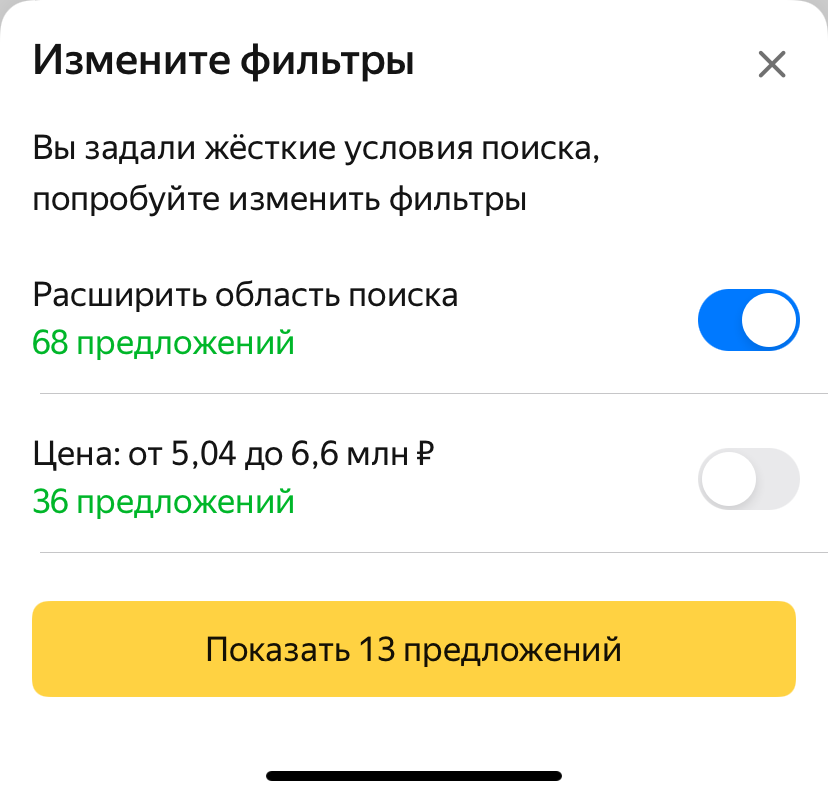 Измените фильтры
Вы задали жёсткие условия поиска,
попробуйте изменить фильтры
Расширить область поиска
68 предложений
Цена: от 5,04 до 6,6 млн ₽
36 предложений
Показать 13 предложений